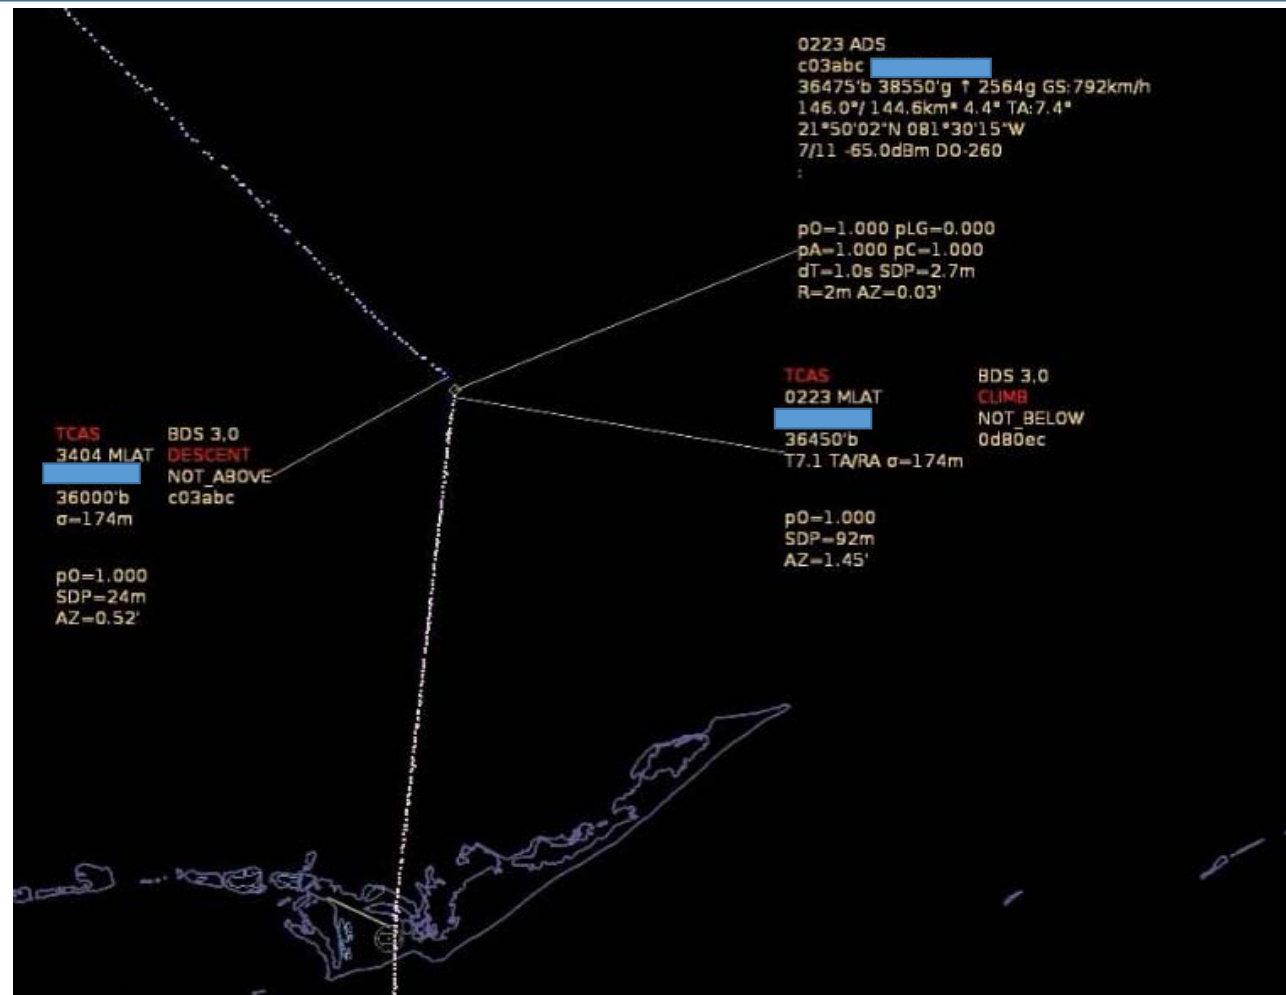 0223 ADS
c03abc
36475'b 38550'g ↑ 2564g GS:792km/h
146.0°/ 144.6km* 4.4° TA:7.4°
21°50'02"N 081°30'15"W
7/11 -65.0dBm DO-260
:
pO=1.000 pLG=0.000
pA=1.000 pC=1.000
dT=1.0s SDP=2.7m
R=2m AZ=0.03'
TCAS BDS 3,0
0223 MLAT CLIMB
NOT_BELOW
36450'b 0d80ec
T7.1 TA/RA σ=174m
pO=1.000
SDP=92m
AZ=1.45'
TCAS BDS 3,0
3404 MLAT DESCENT
NOT_ABOVE
36000'b c03abc
σ=174m
pO=1.000
SDP=24m
AZ=0.52'